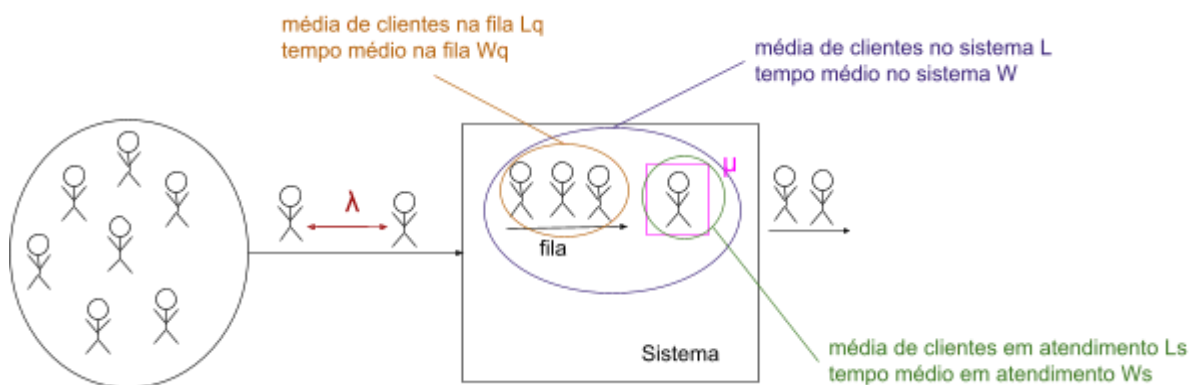 média de clientes na fila Lq
tempo médio na fila Wq
média de clientes no sistema L
tempo médio no sistema W
μ
λ
fila
Sistema
média de clientes em atendimento Ls
tempo médio em atendimento Ws